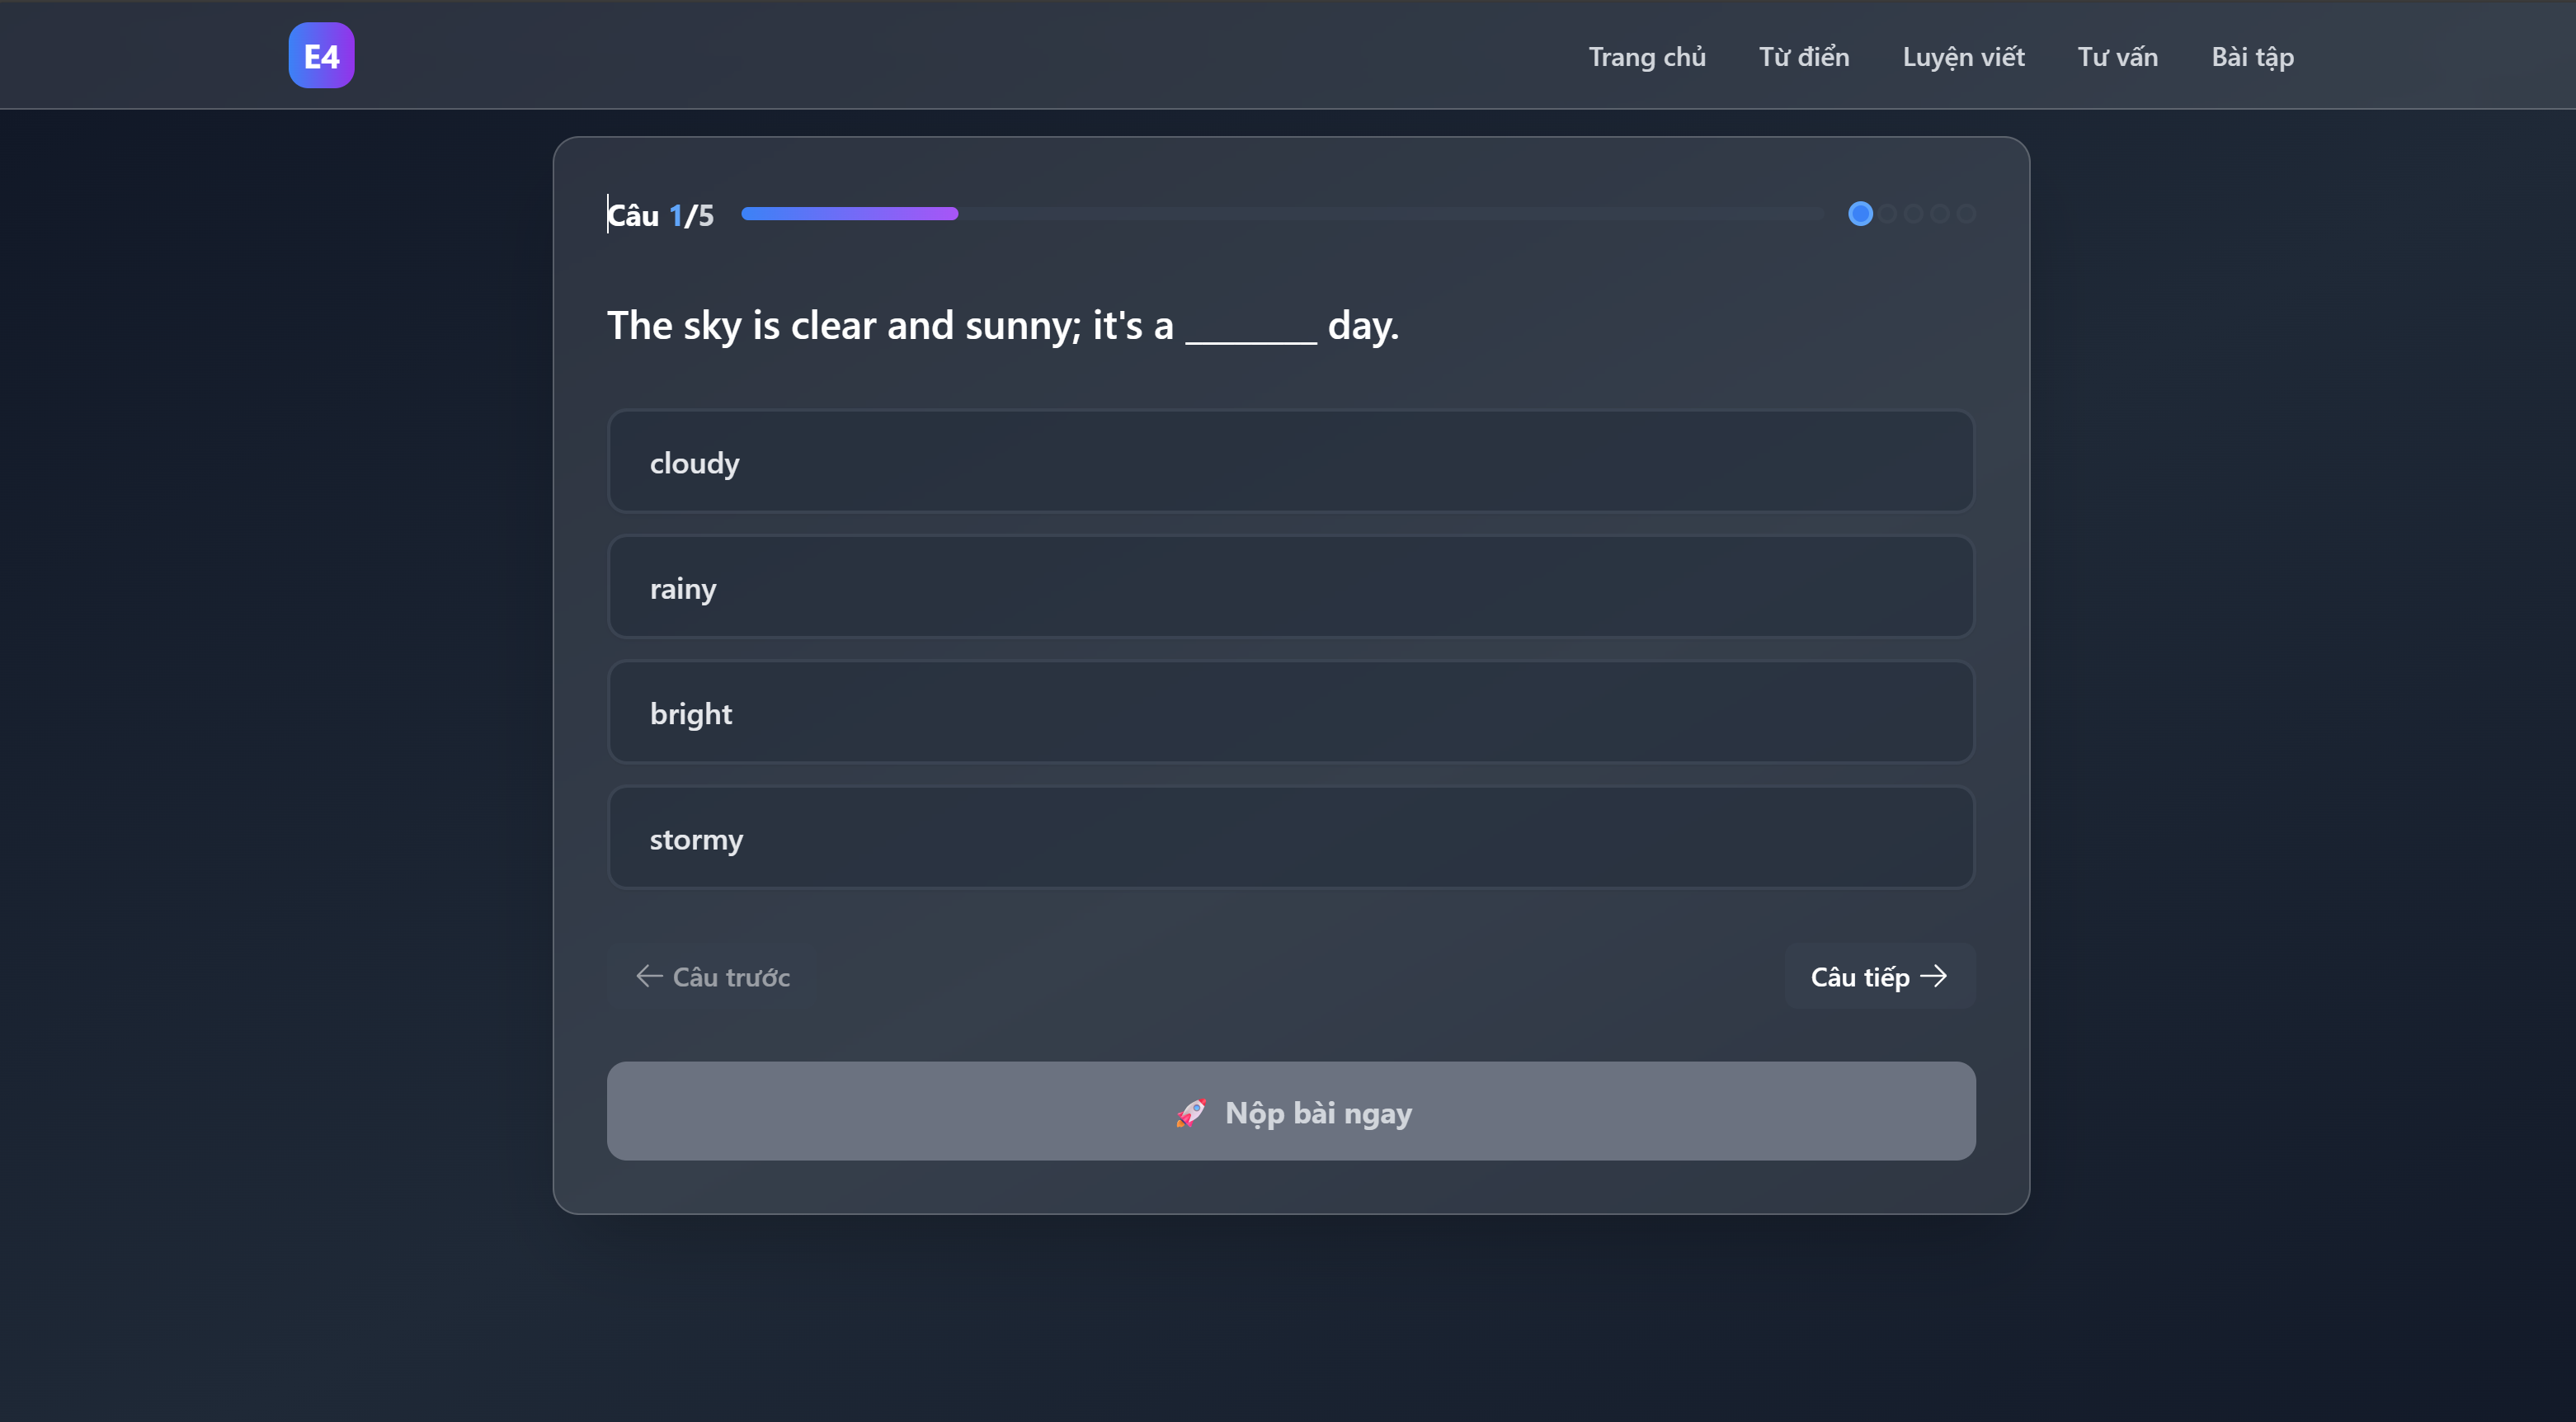 E4
Trang chủ Từ điển Luyện viết Tư vấn Bài tập
Câu 1/5
The sky is clear and sunny; it's a ________ day.
cloudy
rainy
bright
stormy
← Câu trước
Câu tiếp →
🚀 Nộp bài ngay